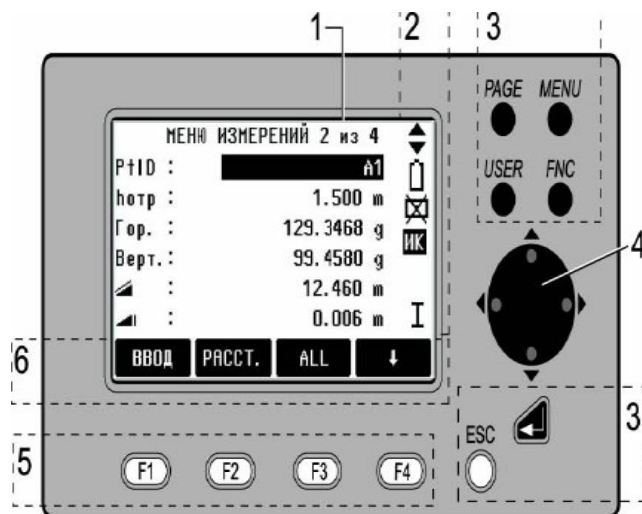 1
2
3
PAGE MENU
МЕНЮ ИЗМЕРЕНИЙ 2 из 4
PtID : A1
hотр : 1.500 m
Гор. : 129.3468 g
Верт.: 99.4580 g
: 12.460 m
: 0.006 m
ИК
I
USER FNC
4
6
ВВОД РАССТ. ALL
3
ESC
5
F1 F2 F3 F4